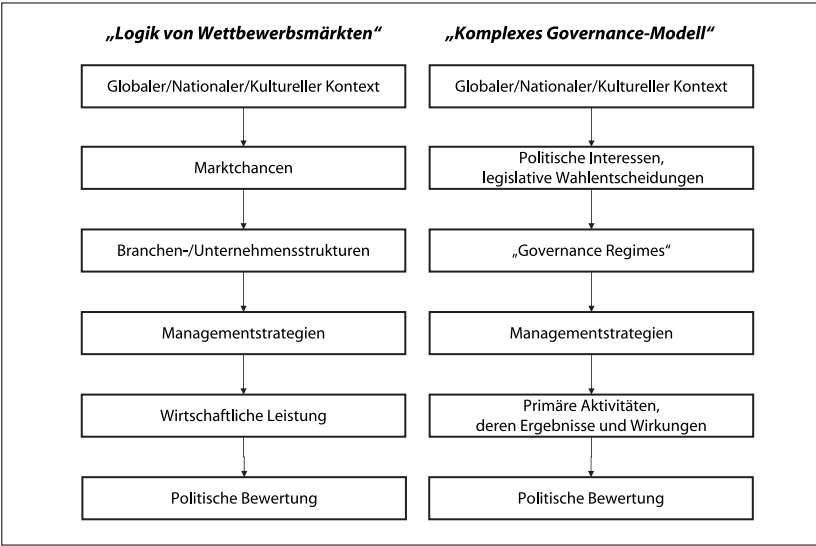 „Logik von Wettbewerbsmärkten“
Globaler/Nationaler/Kultureller Kontext
Marktchancen
Branchen-/Unternehmensstrukturen
Managementstrategien
Wirtschaftliche Leistung
Politische Bewertung
„Komplexes Governance-Modell“
Globaler/Nationaler/Kultureller Kontext
Politische Interessen,
legislative Wahlentscheidungen
„Governance Regimes“
Managementstrategien
Primäre Aktivitäten,
deren Ergebnisse und Wirkungen
Politische Bewertung